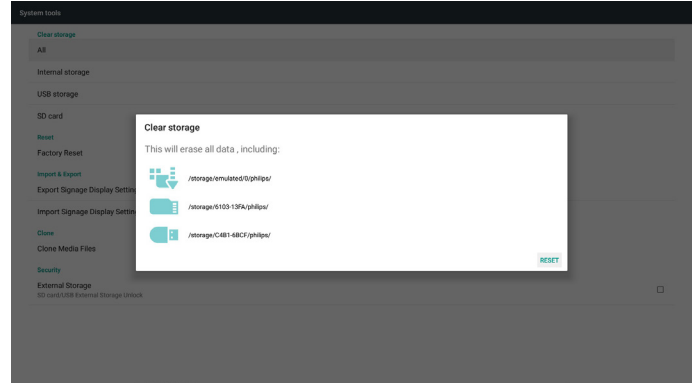 System tools
Clear storage
All
Internal storage
USB storage
SD card
Reset
Factory Reset
Import & Export
Export Signage Display Settin
Import Signage Display Settin
Clone
Clone Media Files
Security
External Storage
SD card/USB External Storage Unlock
Clear storage
This will erase all data , including:
/storage/emulated/0/philips/
/storage/6103-13FA/philips/
/storage/C4B1-6BCF/philips/
RESET